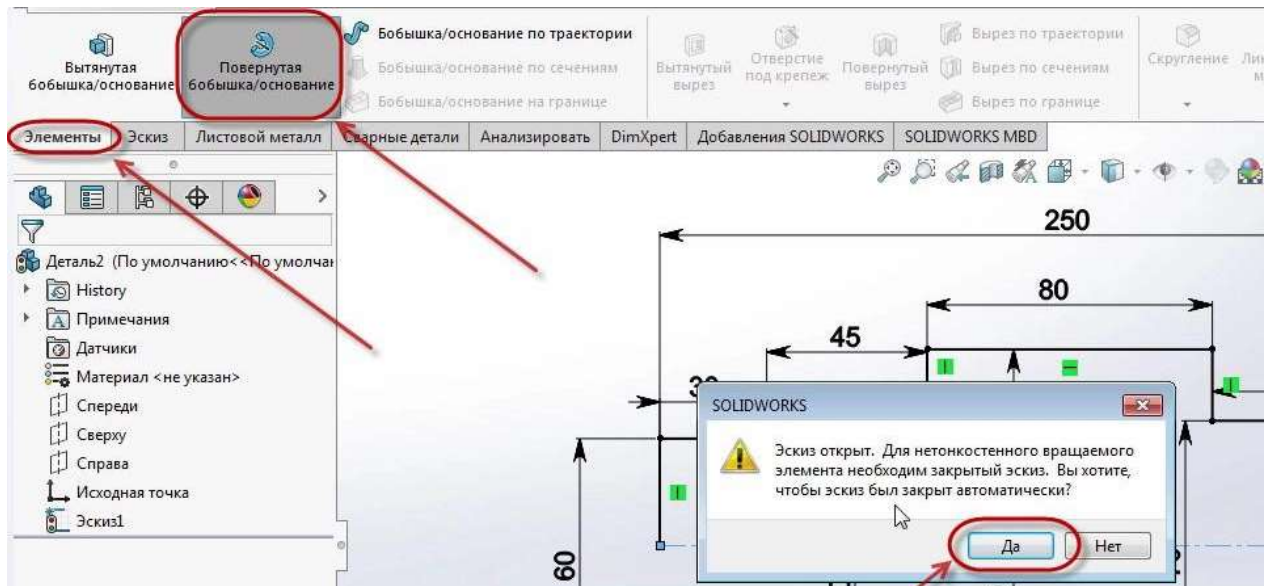 Вытянутая
бобышка/основание
Повернутая
бобышка/основание
Бобышка/основание по траектории
Бобышка/основание по сечениям
Бобышка/основание на границе
Вытянутый
вырез
Отверстие
под крепеж
Повернутый
вырез
Вырез по траектории
Вырез по сечениям
Вырез по границе
Скругление
Элементы
Эскиз
Листовой металл
Сварные детали
Анализировать
DimXpert
Добавления SOLIDWORKS
SOLIDWORKS MBD
Деталь2 (По умолчанию<<По умолчан
History
Примечания
Датчики
Материал <не указан>
Спереди
Сверху
Справа
Исходная точка
Эскиз1
250
80
45
60
SOLIDWORKS
Эскиз открыт. Для нетонкостенного вращаемого
элемента необходим закрытый эскиз. Вы хотите,
чтобы эскиз был закрыт автоматически?
Да
Нет